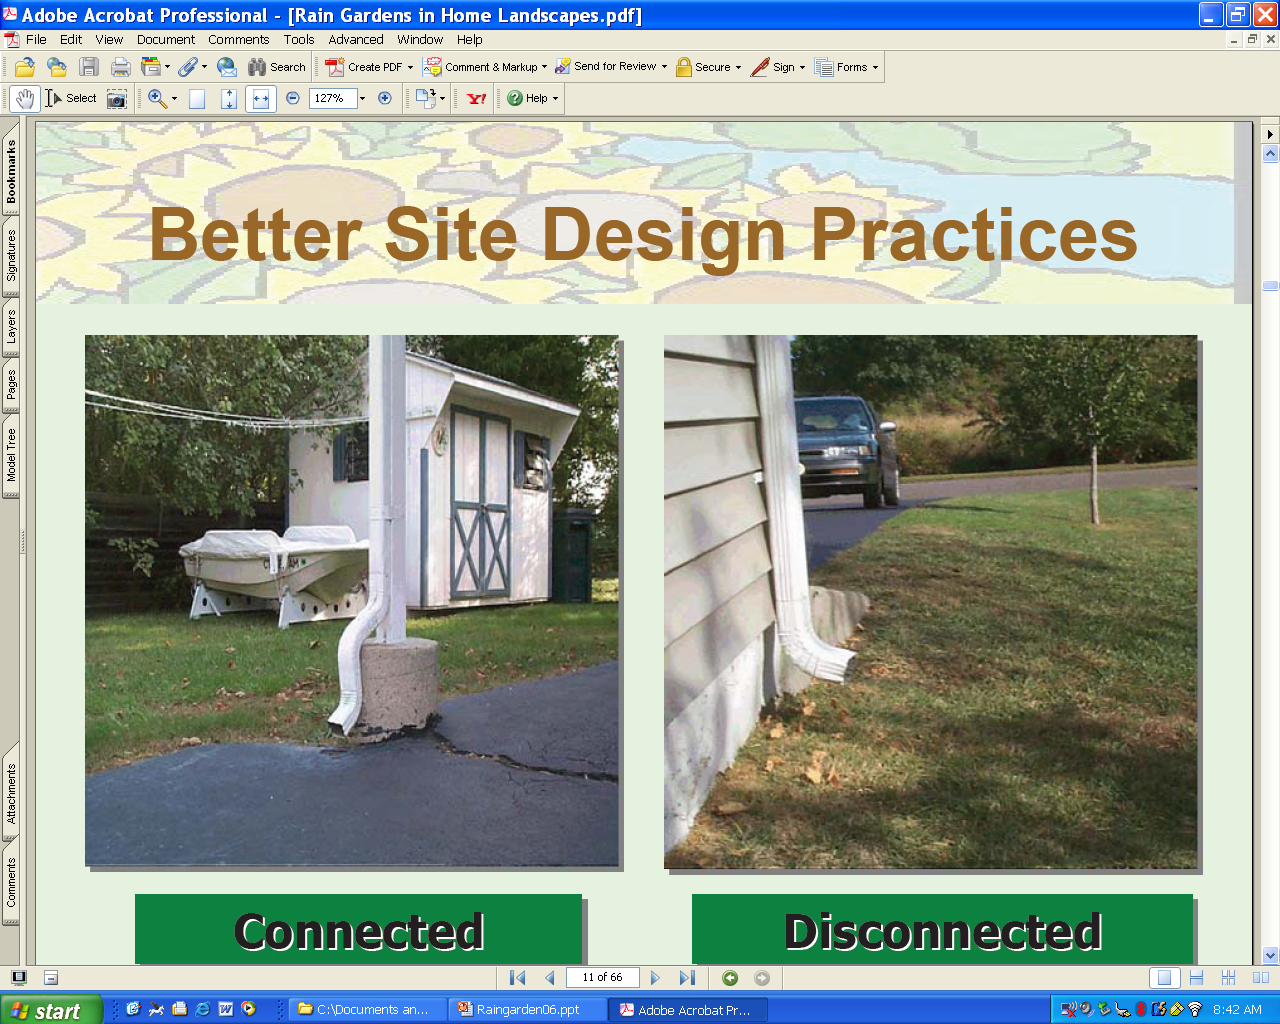 Adobe Acrobat Professional - [Rain Gardens in Home Landscapes.pdf]
File Edit View Document Comments Tools Advanced Window Help
Search Create PDF Comment & Markup Send for Review Secure Sign Forms
Select 127% Y! Help
Bookmarks
Signatures
Layers
Pages
Model Tree
Attachments
Comments
Better Site Design Practices
Connected
Disconnected
11 of 66
start C:\Documents an... Raingarden06.ppt Adobe Acrobat Pr... 8:42 AM